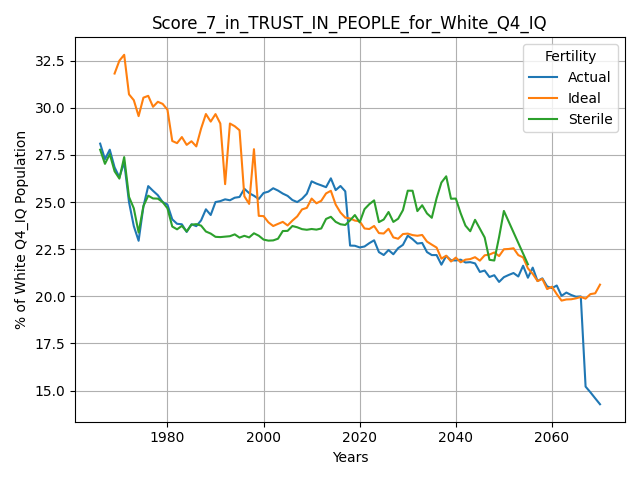 Score_7_in_TRUST_IN_PEOPLE_for_White_Q4_IQ
Fertility
Actual
Ideal
Sterile
% of White Q4_IQ Population
32.5
30.0
27.5
25.0
22.5
20.0
17.5
15.0
1980
2000
2020
2040
2060
Years